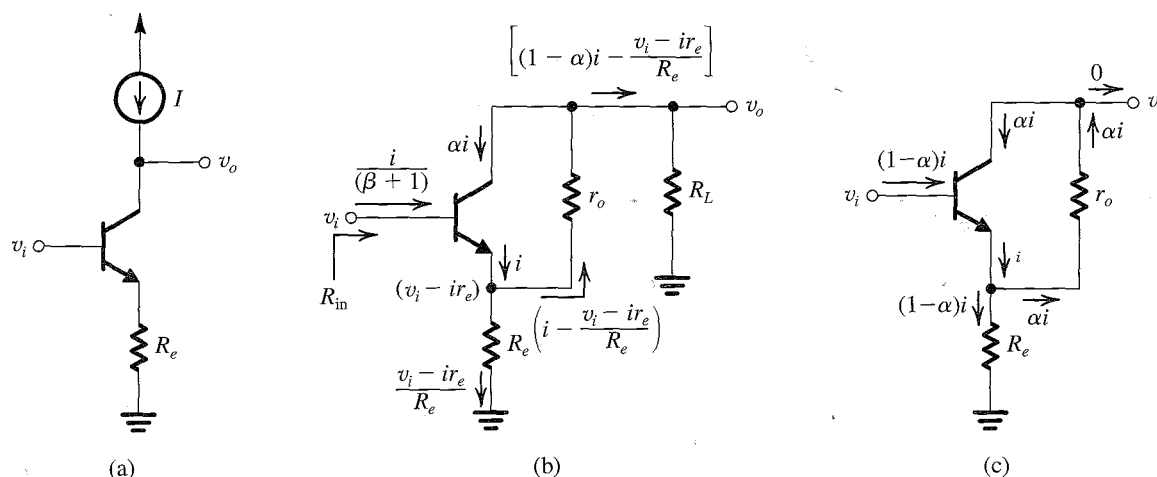 I
v_o
v_i
R_e
(a)
[(1 − α)i − (v_i − ir_e)/R_e]
v_o
αi
i/(β + 1)
r_o
R_L
v_i
i
R_in
(v_i − ir_e)
R_e
(i − (v_i − ir_e)/R_e)
(v_i − ir_e)/R_e
(b)
0
v
αi
αi
(1−α)i
v_i
r_o
i
(1−α)i
αi
R_e
(c)